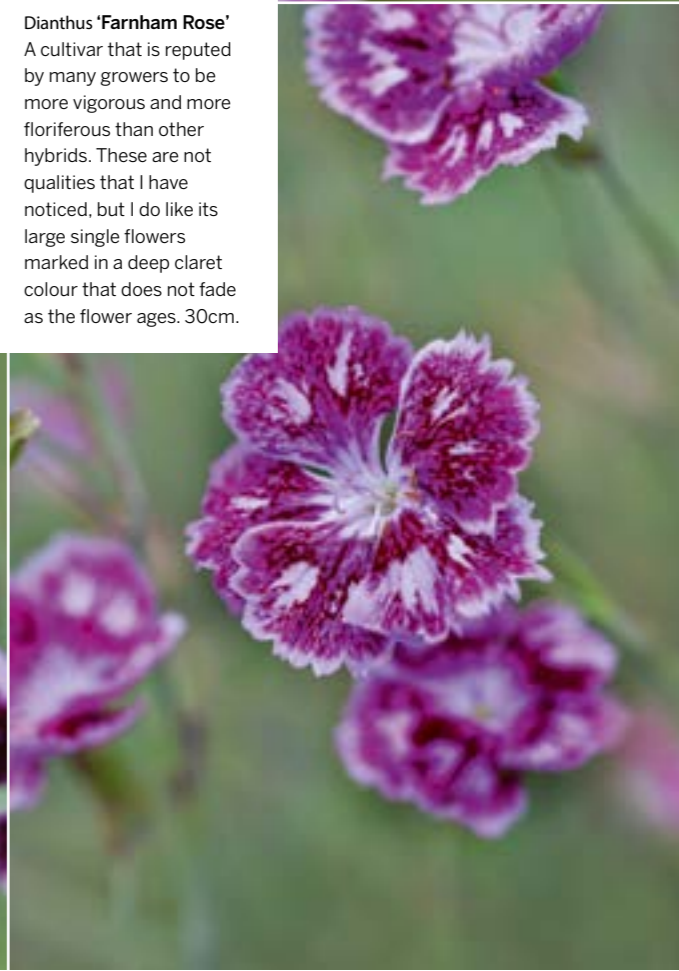 Dianthus ‘Farnham Rose’
A cultivar that is reputed
by many growers to be
more vigorous and more
floriferous than other
hybrids. These are not
qualities that I have
noticed, but I do like its
large single flowers
marked in a deep claret
colour that does not fade
as the flower ages. 30cm.